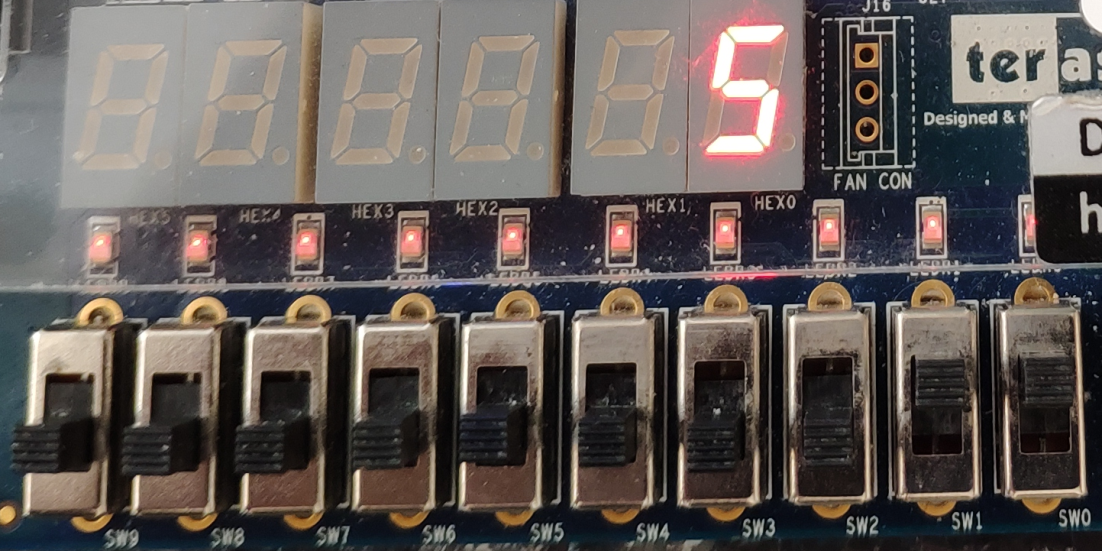 J16
5
teras
Designed & M
FAN CON
D
h
HEX5
HEX4
HEX3
HEX2
HEX1
HEX0
SW9
SW8
SW7
SW6
SW5
SW4
SW3
SW2
SW1
SW0